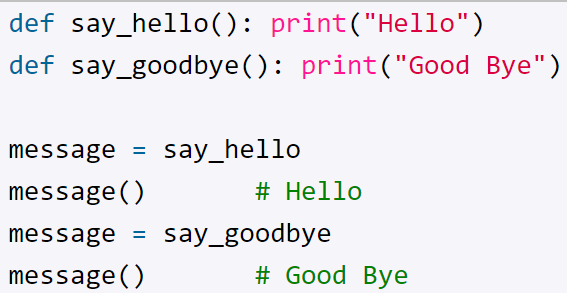 def say_hello(): print("Hello")
def say_goodbye(): print("Good Bye")
message = say_hello
message()       # Hello
message = say_goodbye
message()       # Good Bye